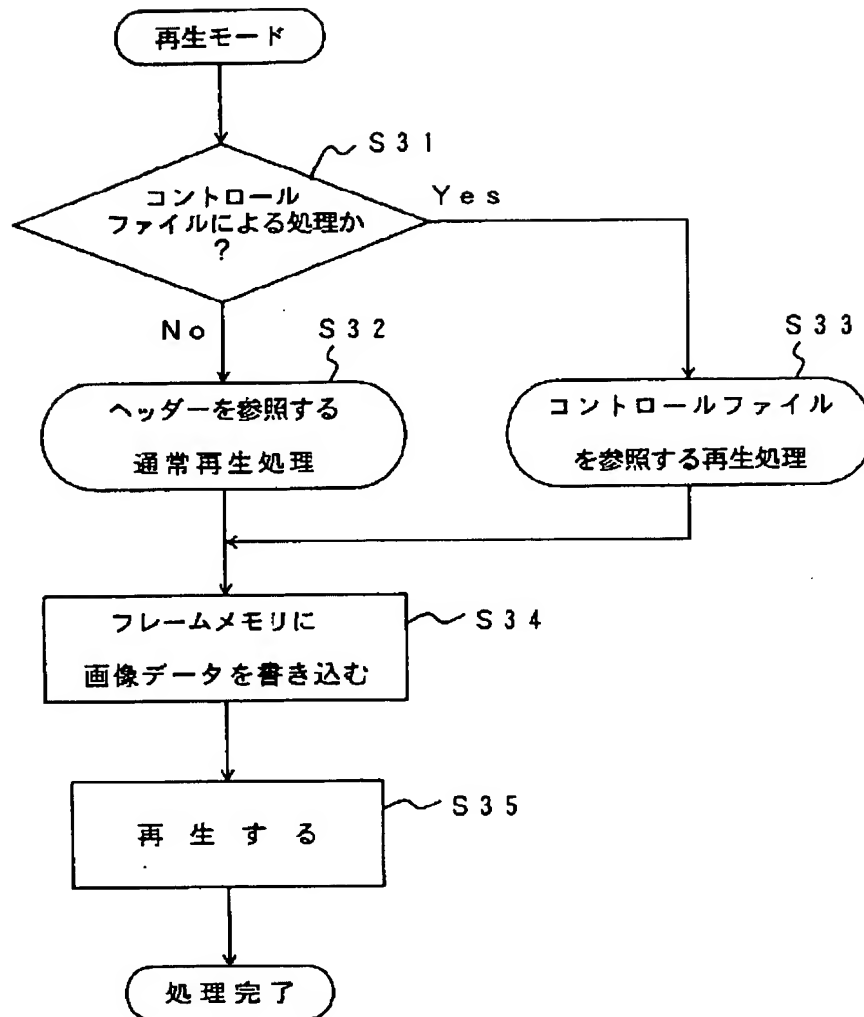 再生モード
S31
コントロール
ファイルによる処理か
?
Yes
No
S32
S33
ヘッダーを参照する
通常再生処理
コントロールファイル
を参照する再生処理
フレームメモリに
画像データを書き込む
S34
再生する
S35
処理完了